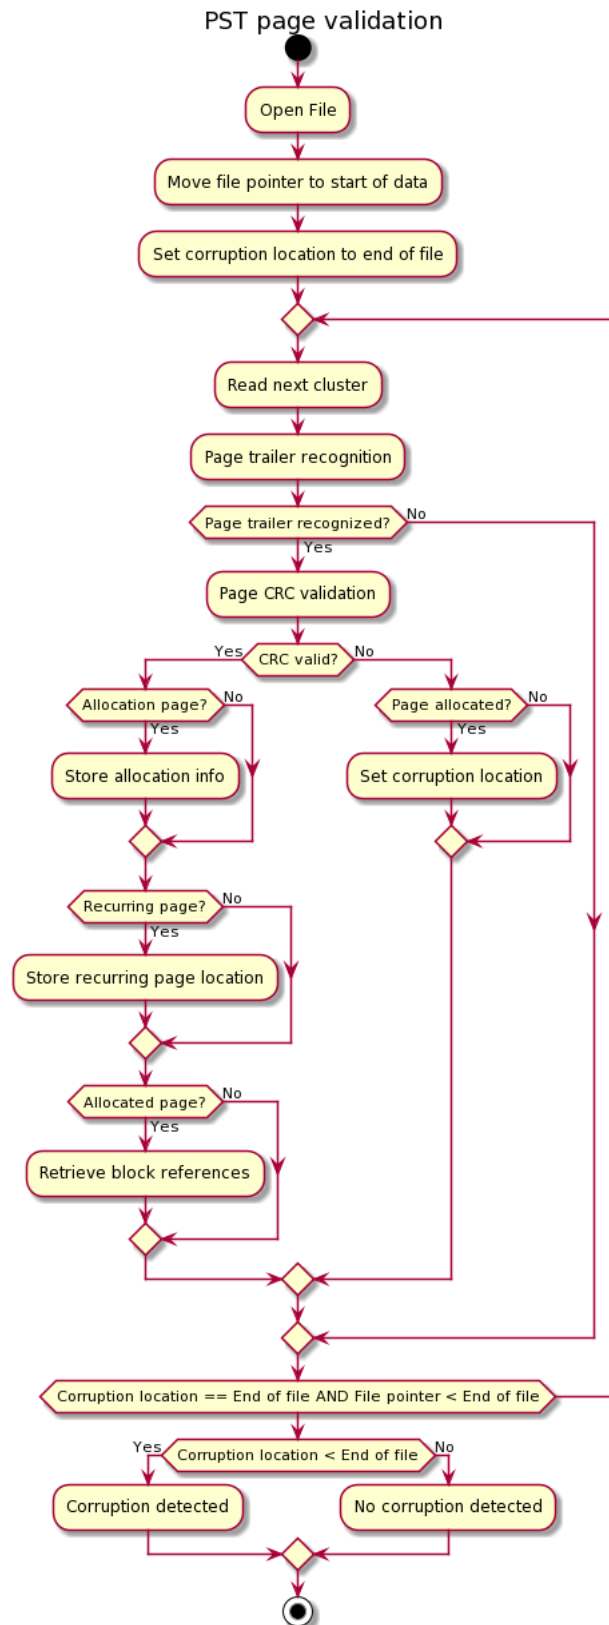 PST page validation
Open File
Move file pointer to start of data
Set corruption location to end of file
Read next cluster
Page trailer recognition
Page trailer recognized?
No
Yes
Page CRC validation
Yes
CRC valid?
No
Allocation page?
No
Yes
Store allocation info
Page allocated?
No
Yes
Set corruption location
Recurring page?
No
Yes
Store recurring page location
Allocated page?
No
Yes
Retrieve block references
Corruption location == End of file AND File pointer < End of file
Yes
Corruption location < End of file
No
Corruption detected
No corruption detected